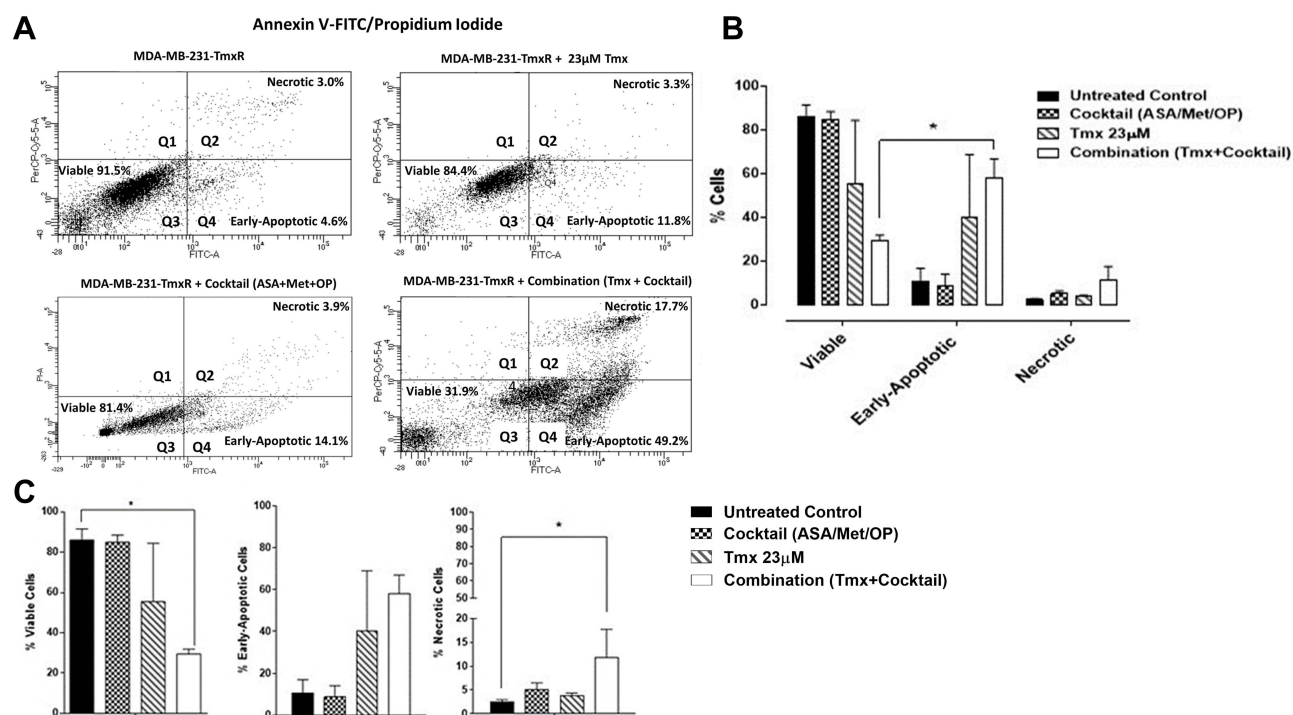 A
Annexin V-FITC/Propidium Iodide
MDA-MB-231-TmxR
Necrotic 3.0%
Q1 Q2
Viable 91.5%
Q3 Q4
Early-Apoptotic 4.6%
PerCP-Cy5-5-A
FITC-A
MDA-MB-231-TmxR + 23µM Tmx
Necrotic 3.3%
Q1 Q2
Viable 84.4%
Q3 Q4
Early-Apoptotic 11.8%
PerCP-Cy5-5-A
FITC-A
MDA-MB-231-TmxR + Cocktail (ASA+Met+OP)
Necrotic 3.9%
Q1 Q2
Viable 81.4%
Q3 Q4
Early-Apoptotic 14.1%
PI-A
FITC-A
MDA-MB-231-TmxR + Combination (Tmx + Cocktail)
Necrotic 17.7%
Q1 Q2
Viable 31.9%
Q3 Q4
Early-Apoptotic 49.2%
PerCP-Cy5-5-A
FITC-A
B
% Cells
100
80
60
40
20
0
*
Viable
Early-Apoptotic
Necrotic
Untreated Control
Cocktail (ASA/Met/OP)
Tmx 23µM
Combination (Tmx+Cocktail)
C
% Viable Cells
100
80
60
40
20
0
*
% Early-Apoptotic Cells
100
80
60
40
20
0
% Necrotic Cells
100
90
80
70
60
50
20
15
10
5
0
*
Untreated Control
Cocktail (ASA/Met/OP)
Tmx 23µM
Combination (Tmx+Cocktail)